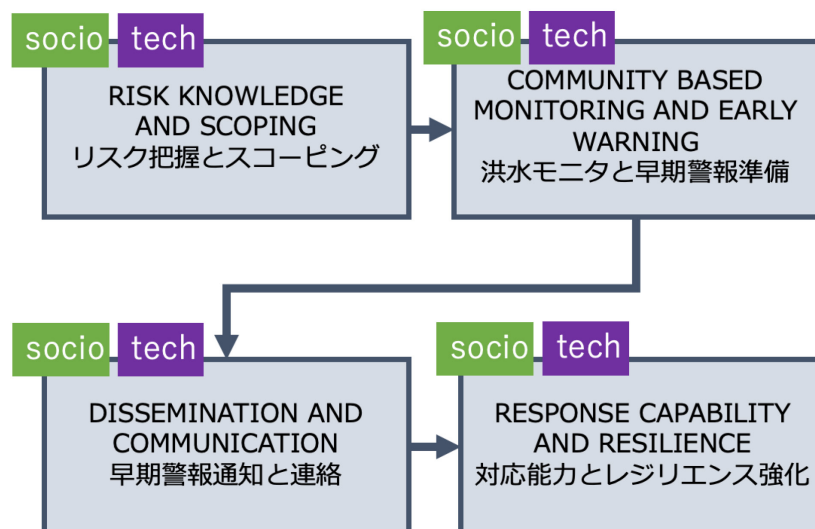 socio tech
RISK KNOWLEDGE
AND SCOPING
リスク把握とスコーピング
socio tech
COMMUNITY BASED
MONITORING AND EARLY
WARNING
洪水モニタと早期警報準備
socio tech
DISSEMINATION AND
COMMUNICATION
早期警報通知と連絡
socio tech
RESPONSE CAPABILITY
AND RESILIENCE
対応能力とレジリエンス強化